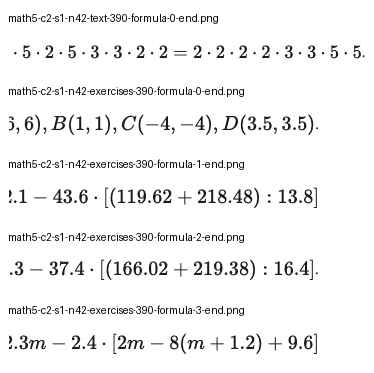 math5-c2-s1-n42-text-390-formula-0-end.png
· 5 · 2 · 5 · 3 · 3 · 2 · 2 = 2 · 2 · 2 · 2 · 3 · 3 · 5 · 5.
math5-c2-s1-n42-exercises-390-formula-0-end.png
6, 6), B(1, 1), C(−4, −4), D(3.5, 3.5).
math5-c2-s1-n42-exercises-390-formula-1-end.png
2.1 − 43.6 · [(119.62 + 218.48) : 13.8]
math5-c2-s1-n42-exercises-390-formula-2-end.png
.3 − 37.4 · [(166.02 + 219.38) : 16.4].
math5-c2-s1-n42-exercises-390-formula-3-end.png
2.3m − 2.4 · [2m − 8(m + 1.2) + 9.6]